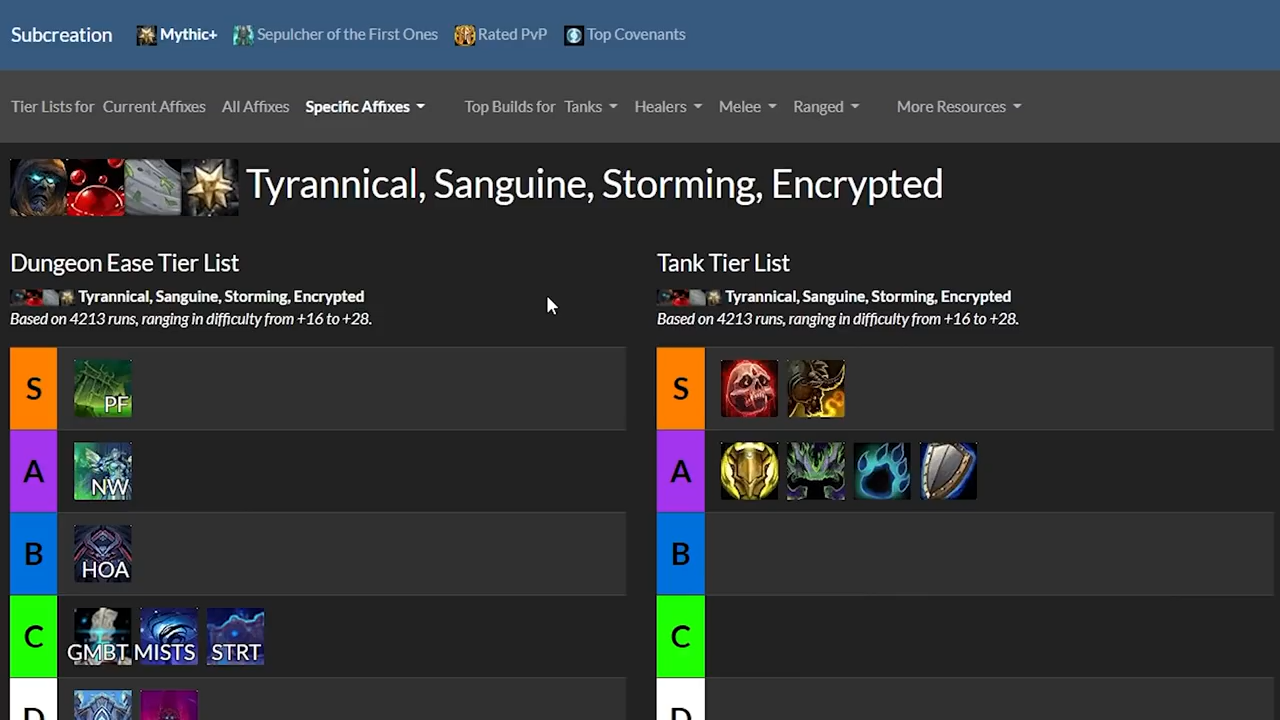 Subcreation Mythic+ Sepulcher of the First Ones Rated PvP Top Covenants
Tier Lists for Current Affixes All Affixes Specific Affixes Top Builds for Tanks Healers Melee Ranged More Resources
Tyrannical, Sanguine, Storming, Encrypted
Dungeon Ease Tier List
Tyrannical, Sanguine, Storming, Encrypted
Based on 4213 runs, ranging in difficulty from +16 to +28.
S PF
A NW
B HOA
C GMBT MISTS STRT
D
Tank Tier List
Tyrannical, Sanguine, Storming, Encrypted
Based on 4213 runs, ranging in difficulty from +16 to +28.
S
A
B
C
D